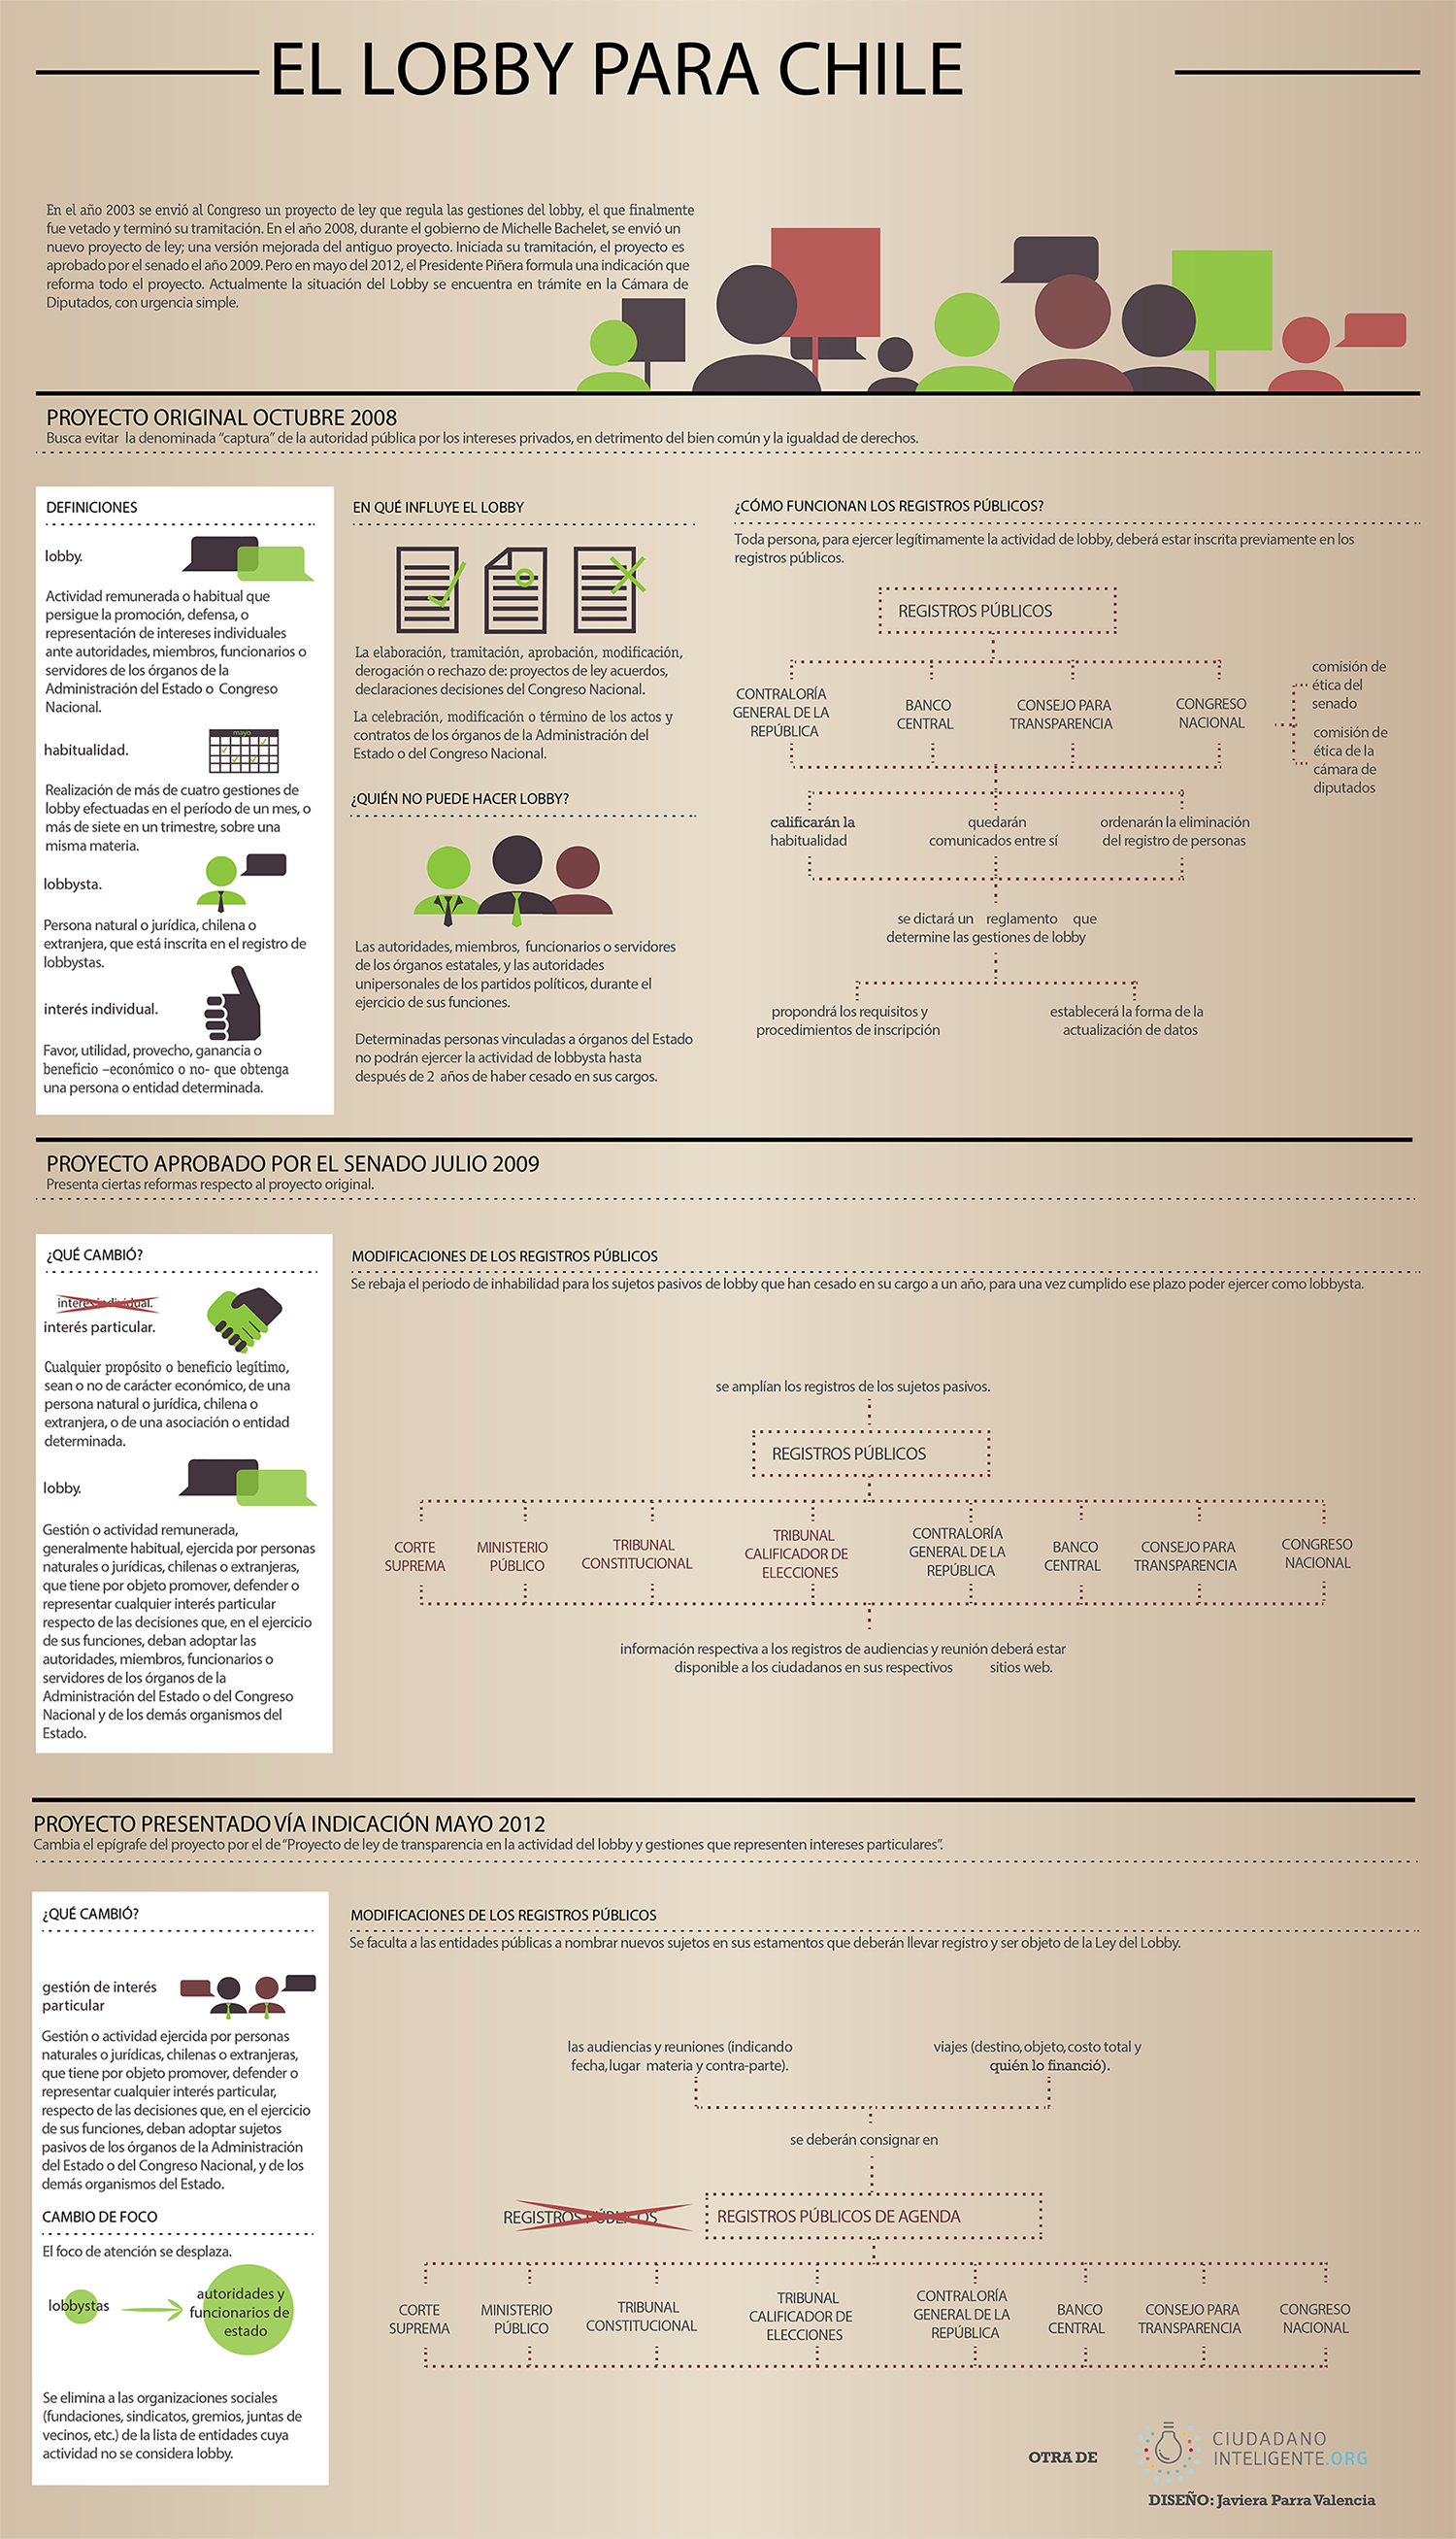 EL LOBBY PARA CHILE
En el año 2003 se envió al Congreso un proyecto de ley que regula las gestiones del lobby, el que finalmente
fue vetado y terminó su tramitación. En el año 2008, durante el gobierno de Michelle Bachelet, se envió un
nuevo proyecto de ley; una versión mejorada del antiguo proyecto. Iniciada su tramitación, el proyecto es
aprobado por el senado el año 2009. Pero en mayo del 2012, el Presidente Piñera formula una indicación que
reforma todo el proyecto. Actualmente la situación del Lobby se encuentra en trámite en la Cámara de
Diputados, con urgencia simple.
PROYECTO ORIGINAL OCTUBRE 2008
Busca evitar la denominada "captura" de la autoridad pública por los intereses privados, en detrimento del bien común y la igualdad de derechos.
DEFINICIONES
lobby.
Actividad remunerada o habitual que
persigue la promoción, defensa, o
representación de intereses individuales
ante autoridades, miembros, funcionarios o
servidores de los órganos de la
Administración del Estado o Congreso
Nacional.
mayo
habitualidad.
Realización de más de cuatro gestiones de
lobby efectuadas en el período de un mes, o
más de siete en un trimestre, sobre una
misma materia.
lobbysta.
Persona natural o jurídica, chilena o
extranjera, que está inscrita en el registro de
lobbystas.
interés individual.
Favor, utilidad, provecho, ganancia o
beneficio –económico o no- que obtenga
una persona o entidad determinada.
EN QUÉ INFLUYE EL LOBBY
La elaboración, tramitación, aprobación, modificación,
derogación o rechazo de: proyectos de ley acuerdos,
declaraciones decisiones del Congreso Nacional.
La celebración, modificación o término de los actos y
contratos de los órganos de la Administración del
Estado o del Congreso Nacional.
¿QUIÉN NO PUEDE HACER LOBBY?
Las autoridades, miembros, funcionarios o servidores
de los órganos estatales, y las autoridades
unipersonales de los partidos políticos, durante el
ejercicio de sus funciones.
Determinadas personas vinculadas a órganos del Estado
no podrán ejercer la actividad de lobbysta hasta
después de 2 años de haber cesado en sus cargos.
¿CÓMO FUNCIONAN LOS REGISTROS PÚBLICOS?
Toda persona, para ejercer legítimamente la actividad de lobby, deberá estar inscrita previamente en los
registros públicos.
REGISTROS PÚBLICOS
CONTRALORÍA
GENERAL DE LA
REPÚBLICA
BANCO
CENTRAL
CONSEJO PARA
TRANSPARENCIA
CONGRESO
NACIONAL
comisión de
ética del
senado
comisión de
ética de la
cámara de
diputados
calificarán la
habitualidad
quedarán
comunicados entre sí
ordenarán la eliminación
del registro de personas
se dictará un reglamento que
determine las gestiones de lobby
propondrá los requisitos y
procedimientos de inscripción
establecerá la forma de la
actualización de datos
PROYECTO APROBADO POR EL SENADO JULIO 2009
Presenta ciertas reformas respecto al proyecto original.
¿QUÉ CAMBIÓ?
interés individual.
interés particular.
Cualquier propósito o beneficio legítimo,
sean o no de carácter económico, de una
persona natural o jurídica, chilena o
extranjera, o de una asociación o entidad
determinada.
lobby.
Gestión o actividad remunerada,
generalmente habitual, ejercida por personas
naturales o jurídicas, chilenas o extranjeras,
que tiene por objeto promover, defender o
representar cualquier interés particular
respecto de las decisiones que, en el ejercicio
de sus funciones, deban adoptar las
autoridades, miembros, funcionarios o
servidores de los órganos de la
Administración del Estado o del Congreso
Nacional y de los demás organismos del
Estado.
MODIFICACIONES DE LOS REGISTROS PÚBLICOS
Se rebaja el periodo de inhabilidad para los sujetos pasivos de lobby que han cesado en su cargo a un año, para una vez cumplido ese plazo poder ejercer como lobbysta.
se amplían los registros de los sujetos pasivos.
REGISTROS PÚBLICOS
CORTE
SUPREMA
MINISTERIO
PÚBLICO
TRIBUNAL
CONSTITUCIONAL
TRIBUNAL
CALIFICADOR DE
ELECCIONES
CONTRALORÍA
GENERAL DE LA
REPÚBLICA
BANCO
CENTRAL
CONSEJO PARA
TRANSPARENCIA
CONGRESO
NACIONAL
información respectiva a los registros de audiencias y reunión deberá estar
disponible a los ciudadanos en sus respectivos sitios web.
PROYECTO PRESENTADO VÍA INDICACIÓN MAYO 2012
Cambia el epígrafe del proyecto por el de "Proyecto de ley de transparencia en la actividad del lobby y gestiones que representen intereses particulares".
¿QUÉ CAMBIÓ?
gestión de interés
particular
Gestión o actividad ejercida por personas
naturales o jurídicas, chilenas o extranjeras,
que tiene por objeto promover, defender o
representar cualquier interés particular,
respecto de las decisiones que, en el ejercicio
de sus funciones, deban adoptar sujetos
pasivos de los órganos de la Administración
del Estado o del Congreso Nacional, y de los
demás organismos del Estado.
CAMBIO DE FOCO
El foco de atención se desplaza.
lobbystas
autoridades y
funcionarios de
estado
Se elimina a las organizaciones sociales
(fundaciones, sindicatos, gremios, juntas de
vecinos, etc.) de la lista de entidades cuya
actividad no se considera lobby.
MODIFICACIONES DE LOS REGISTROS PÚBLICOS
Se faculta a las entidades públicas a nombrar nuevos sujetos en sus estamentos que deberán llevar registro y ser objeto de la Ley del Lobby.
las audiencias y reuniones (indicando
fecha, lugar materia y contra-parte).
viajes (destino, objeto, costo total y
quién lo financió).
se deberán consignar en
REGISTROS PÚBLICOS
REGISTROS PÚBLICOS DE AGENDA
CORTE
SUPREMA
MINISTERIO
PÚBLICO
TRIBUNAL
CONSTITUCIONAL
TRIBUNAL
CALIFICADOR DE
ELECCIONES
CONTRALORÍA
GENERAL DE LA
REPÚBLICA
BANCO
CENTRAL
CONSEJO PARA
TRANSPARENCIA
CONGRESO
NACIONAL
OTRA DE
CIUDADANO
INTELIGENTE.ORG
DISEÑO: Javiera Parra Valencia